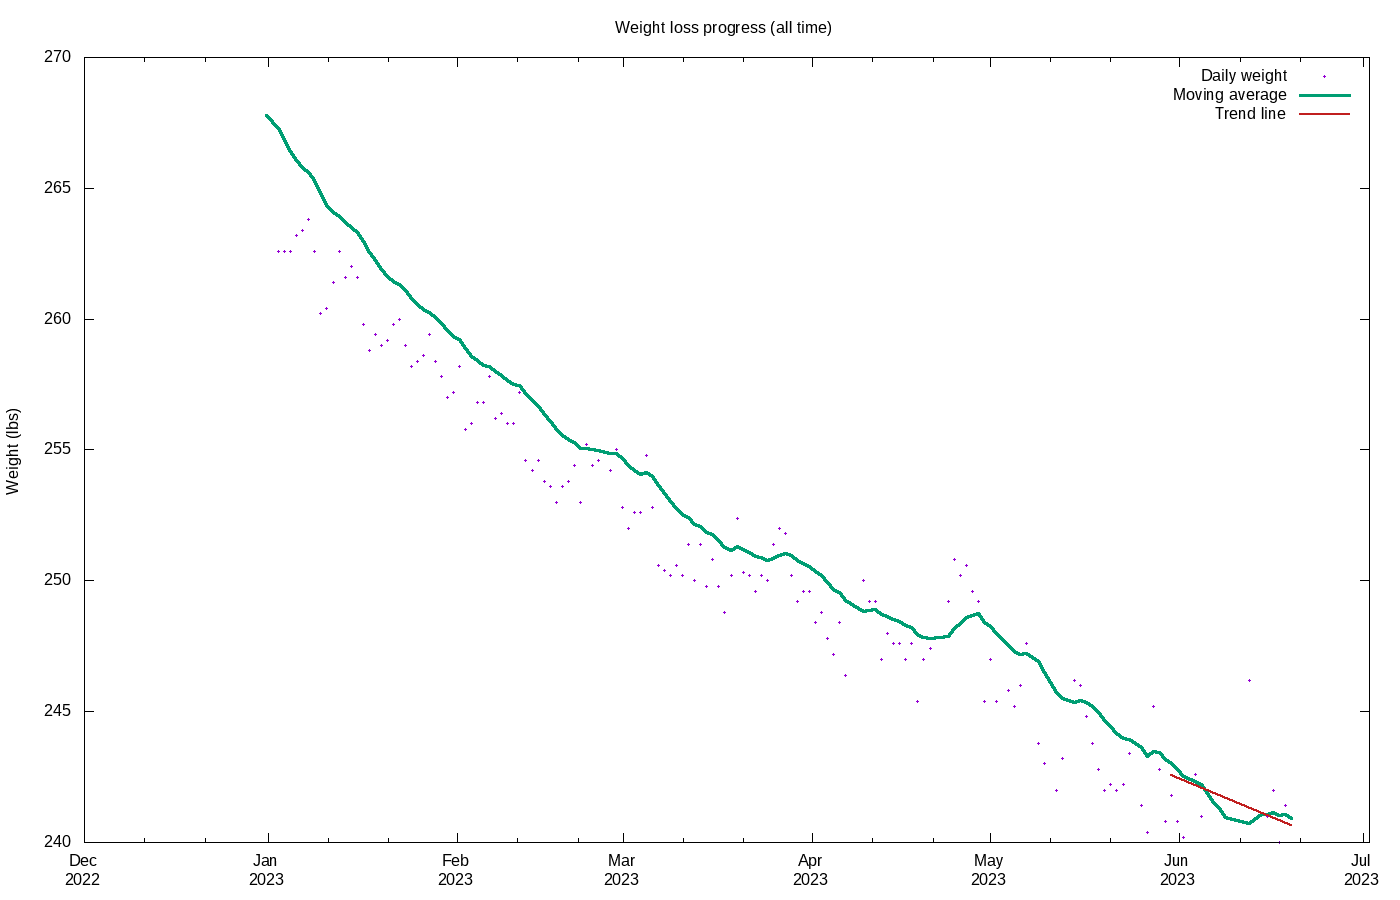 Weight loss progress (all time)
270
265
260
255
250
245
240
Weight (lbs)
Daily weight
Moving average
Trend line
Dec
2022
Jan
2023
Feb
2023
Mar
2023
Apr
2023
May
2023
Jun
2023
Jul
2023